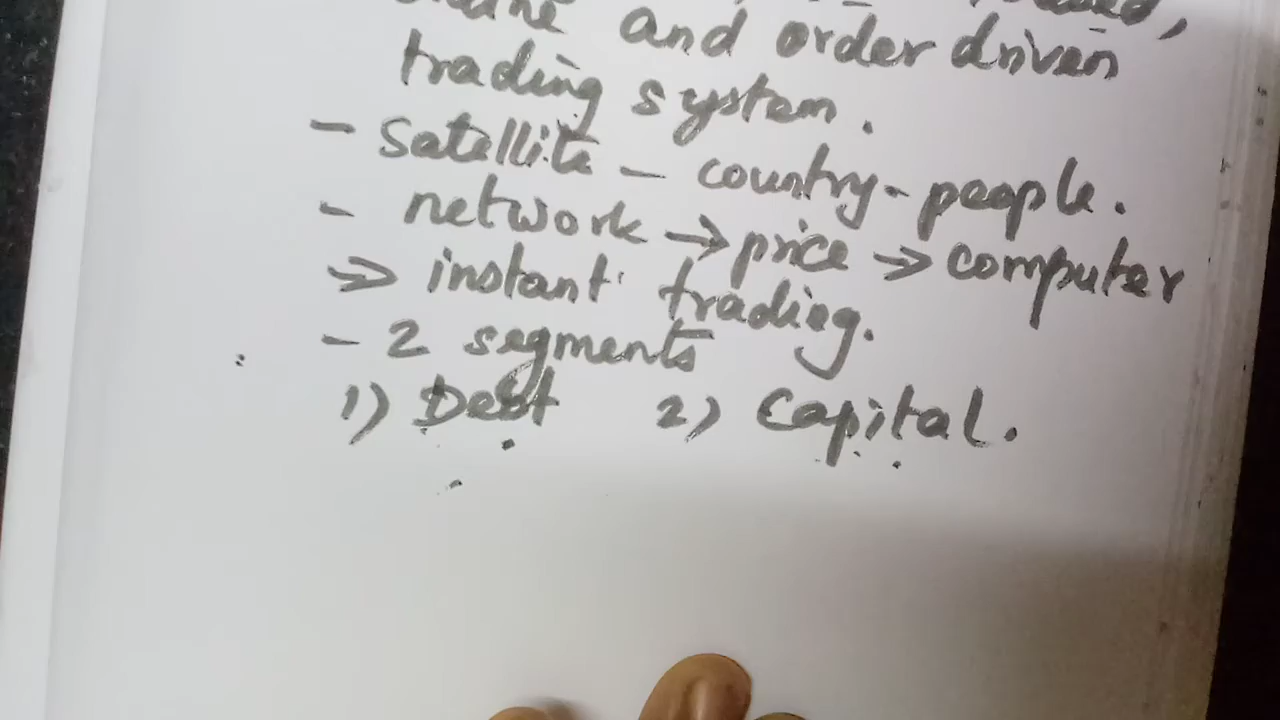 and order driven
trading system.
- Satellite - country - people.
- network → price → computer
⇒ instant trading.
- 2 segments
1) Debt 2) Capital.